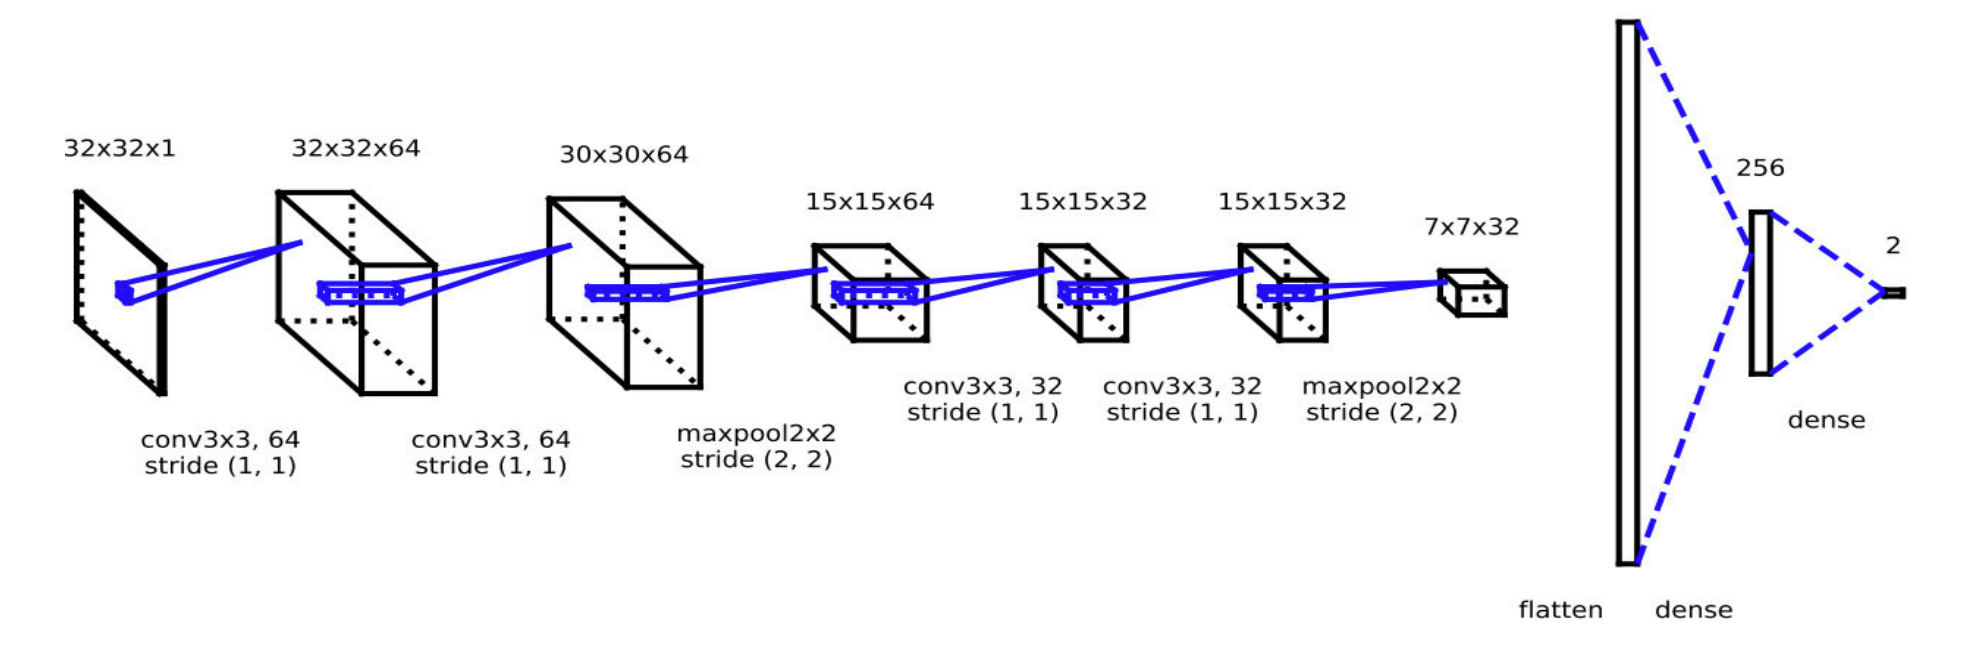 32x32x1
32x32x64
30x30x64
15x15x64
15x15x32
15x15x32
7x7x32
256
2
conv3x3, 64
stride (1, 1)
conv3x3, 64
stride (1, 1)
maxpool2x2
stride (2, 2)
conv3x3, 32
stride (1, 1)
conv3x3, 32
stride (1, 1)
maxpool2x2
stride (2, 2)
flatten
dense
dense